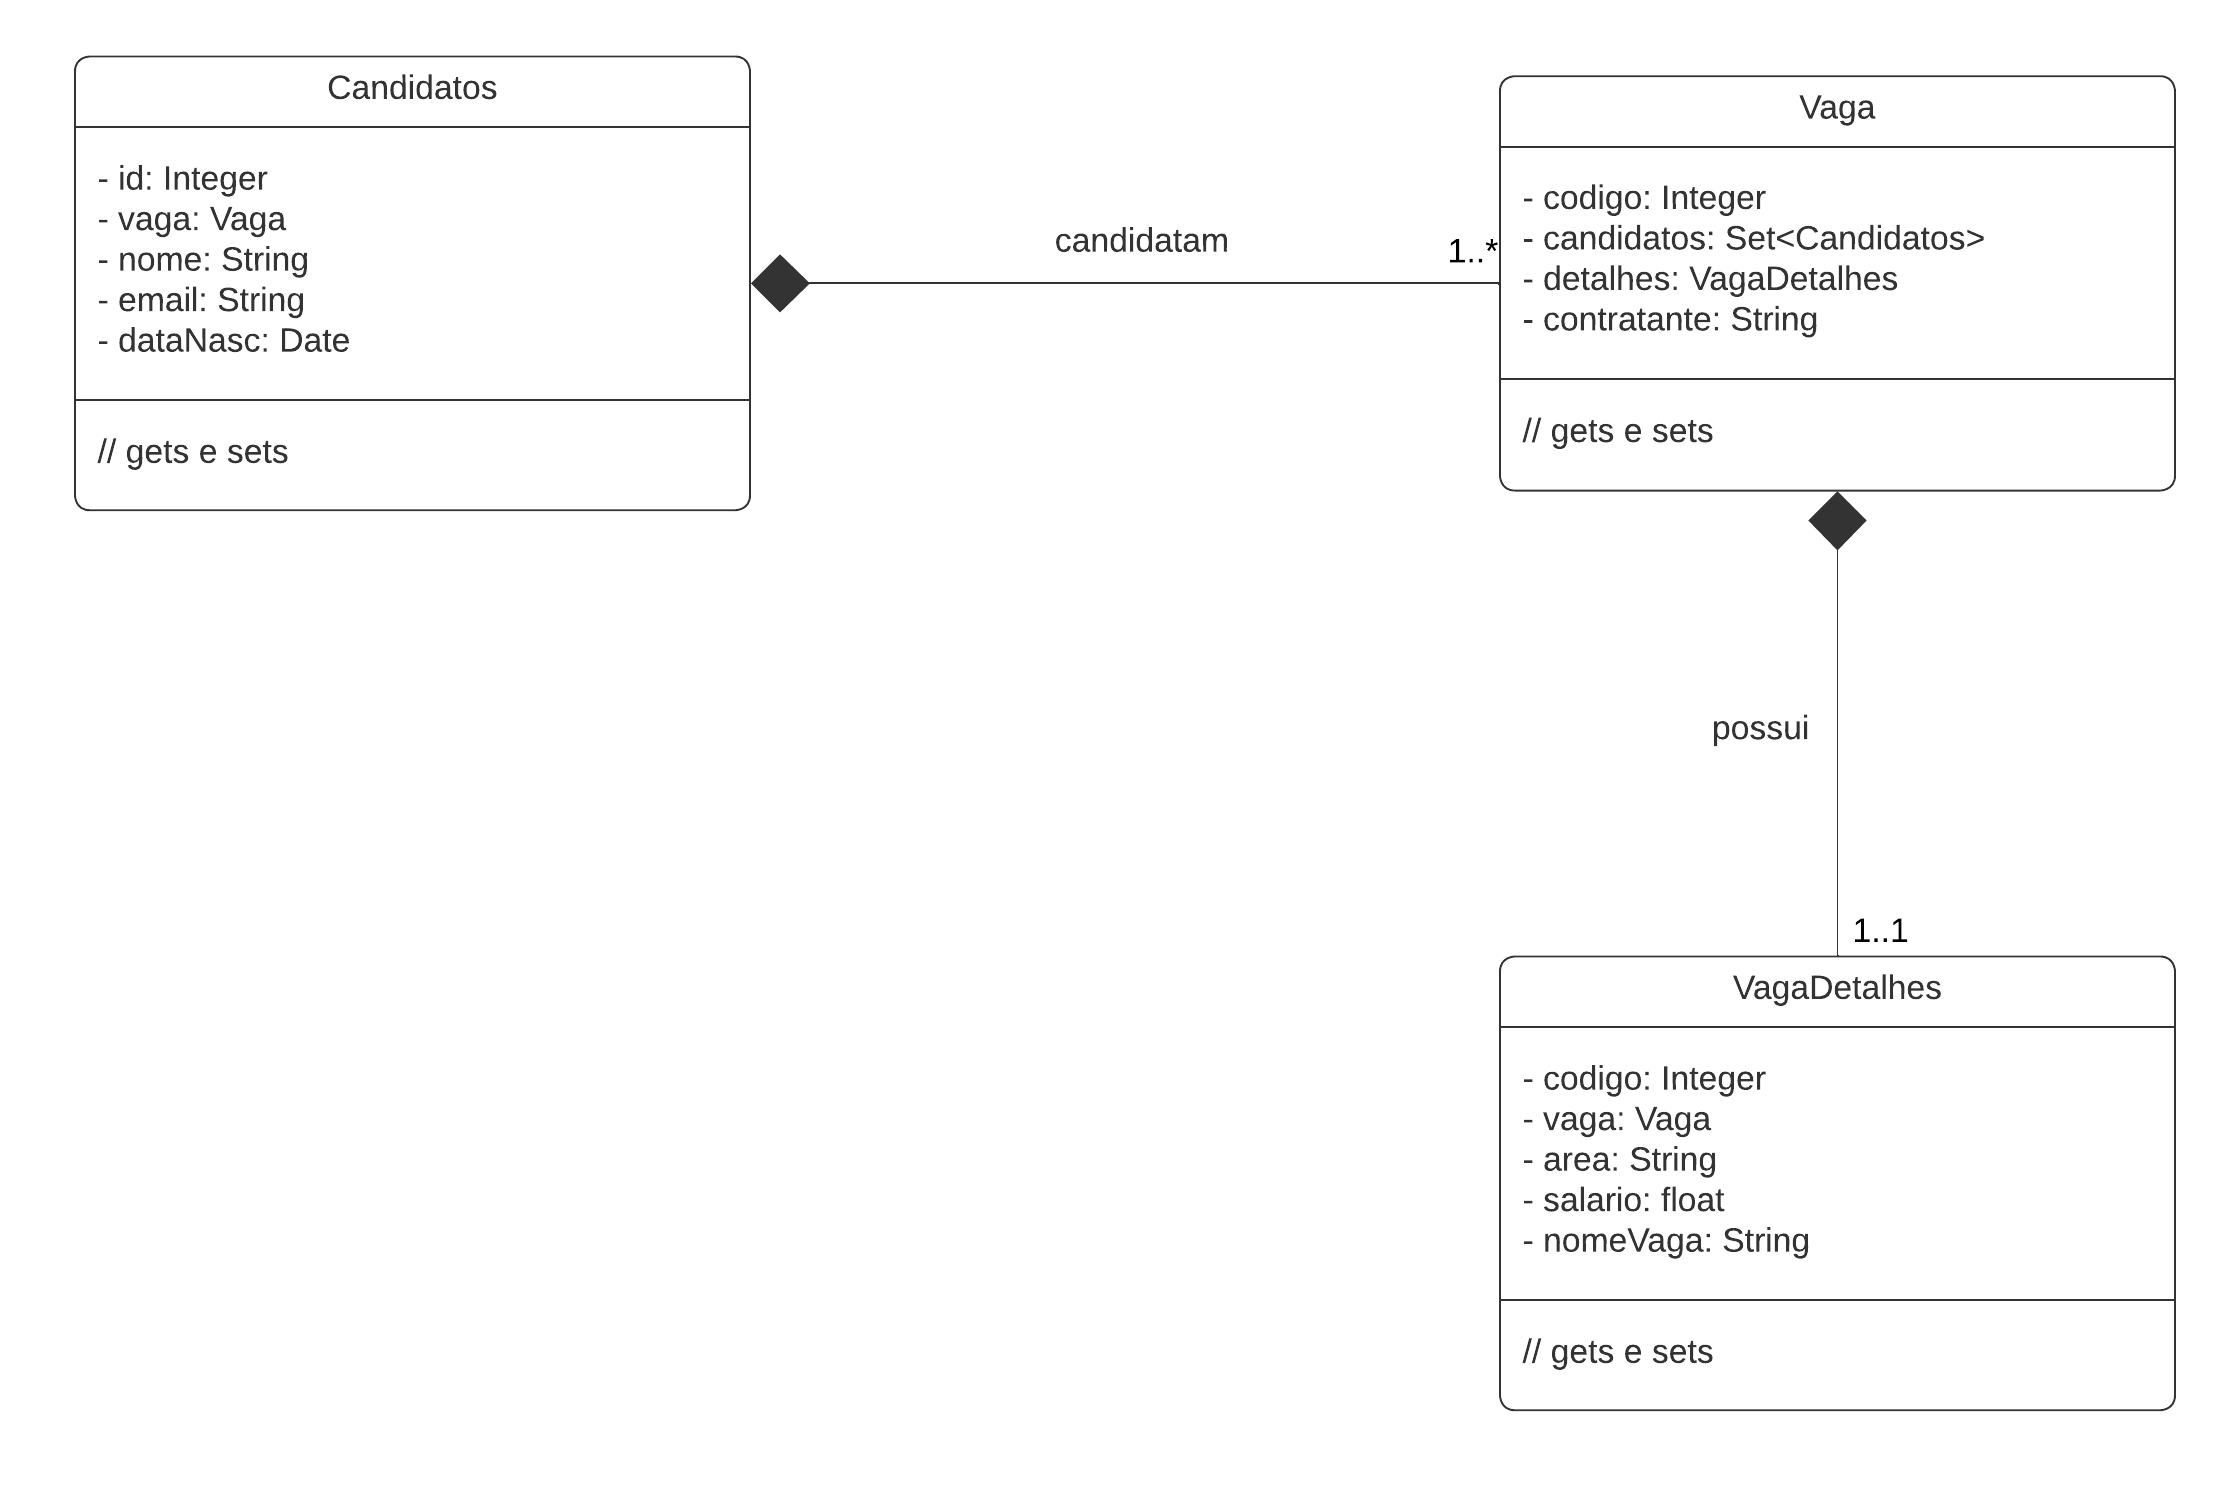 Candidatos
- id: Integer
- vaga: Vaga
- nome: String
- email: String
- dataNasc: Date
// gets e sets
candidatam
1..*
Vaga
- codigo: Integer
- candidatos: Set<Candidatos>
- detalhes: VagaDetalhes
- contratante: String
// gets e sets
possui
1..1
VagaDetalhes
- codigo: Integer
- vaga: Vaga
- area: String
- salario: float
- nomeVaga: String
// gets e sets